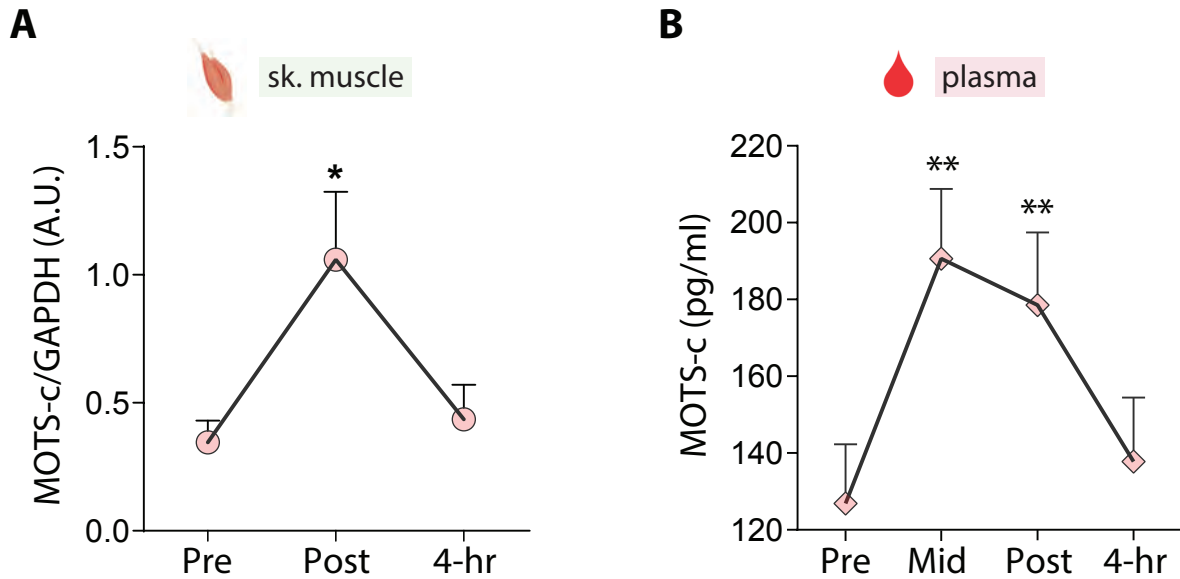 A
sk. muscle
MOTS-c/GAPDH (A.U.)
1.5
1.0
0.5
0.0
*
Pre Post 4-hr
B
plasma
MOTS-c (pg/ml)
220
200
180
160
140
120
**
**
Pre Mid Post 4-hr